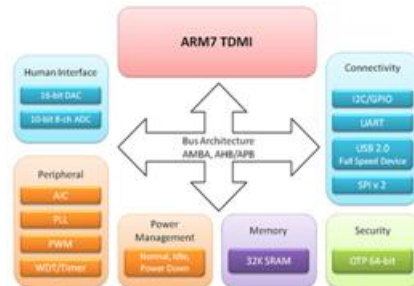 ARM7 TDMI
Human Interface
16-bit DAC
10-bit 8-ch ADC
Connectivity
I2C/GPIO
UART
USB 2.0
Full Speed Device
SPI x 2
Bus Architecture
AMBA, AHB/APB
Peripheral
AIC
PLL
PWM
WDT/Timer
Power
Management
Normal, Idle,
Power Down
Memory
32K SRAM
Security
OTP 64-bit